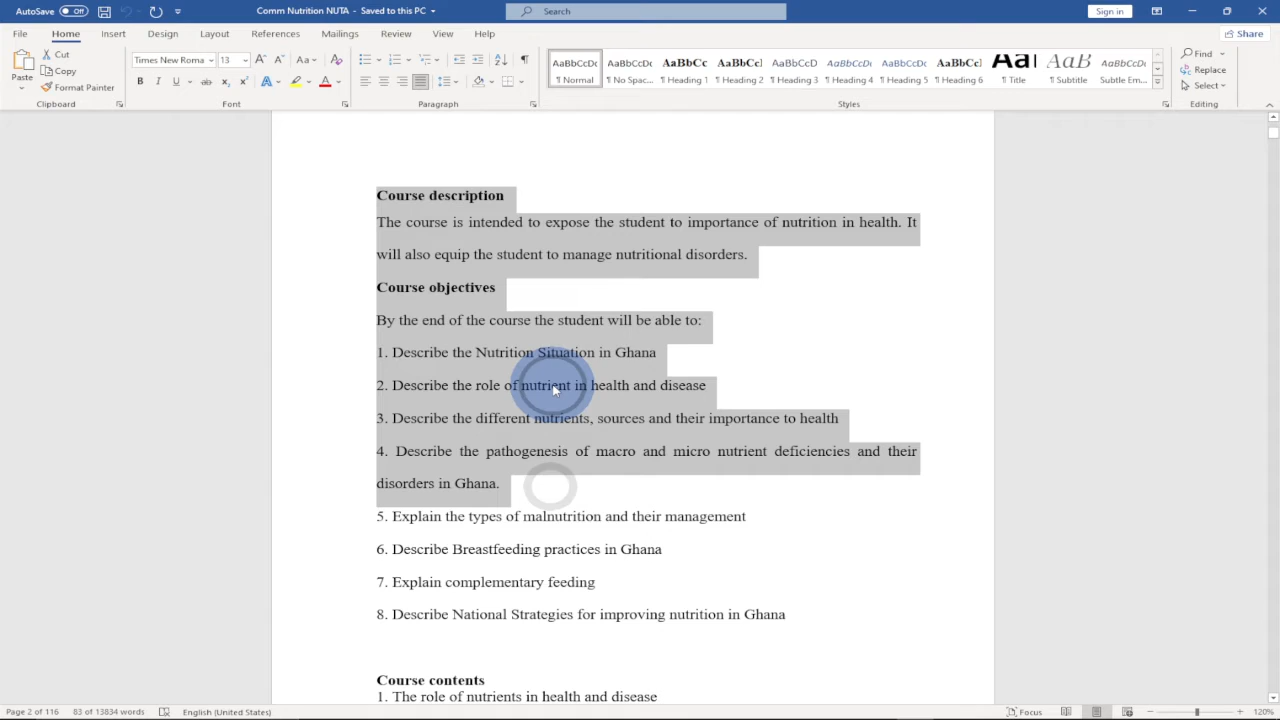 AutoSave Off Comm Nutrition NUTA - Saved to this PC Search Sign in
File Home Insert Design Layout References Mailings Review View Help Share
Paste Cut Copy Format Painter
Times New Roma 13 Aa
AaBbCcDc AaBbCcDc AaBbCc AaBbCc AaBbCcD AaBbCcDc AaBbCcDc AaBbCc AaB AaB AaBbCcDc
¶ Normal ¶ No Spac... ¶ Heading 1 ¶ Heading 2 ¶ Heading 3 ¶ Heading 4 ¶ Heading 5 ¶ Heading 6 ¶ Title ¶ Subtitle Subtle Em...
Find Replace Select
Clipboard Font Paragraph Styles Editing
Course description
The course is intended to expose the student to importance of nutrition in health. It
will also equip the student to manage nutritional disorders.
Course objectives
By the end of the course the student will be able to:
1. Describe the Nutrition Situation in Ghana
2. Describe the role of nutrient in health and disease
3. Describe the different nutrients, sources and their importance to health
4. Describe the pathogenesis of macro and micro nutrient deficiencies and their
disorders in Ghana.
5. Explain the types of malnutrition and their management
6. Describe Breastfeeding practices in Ghana
7. Explain complementary feeding
8. Describe National Strategies for improving nutrition in Ghana
Course contents
1. The role of nutrients in health and disease
Page 2 of 116 83 of 13834 words English (United States) Focus 120%